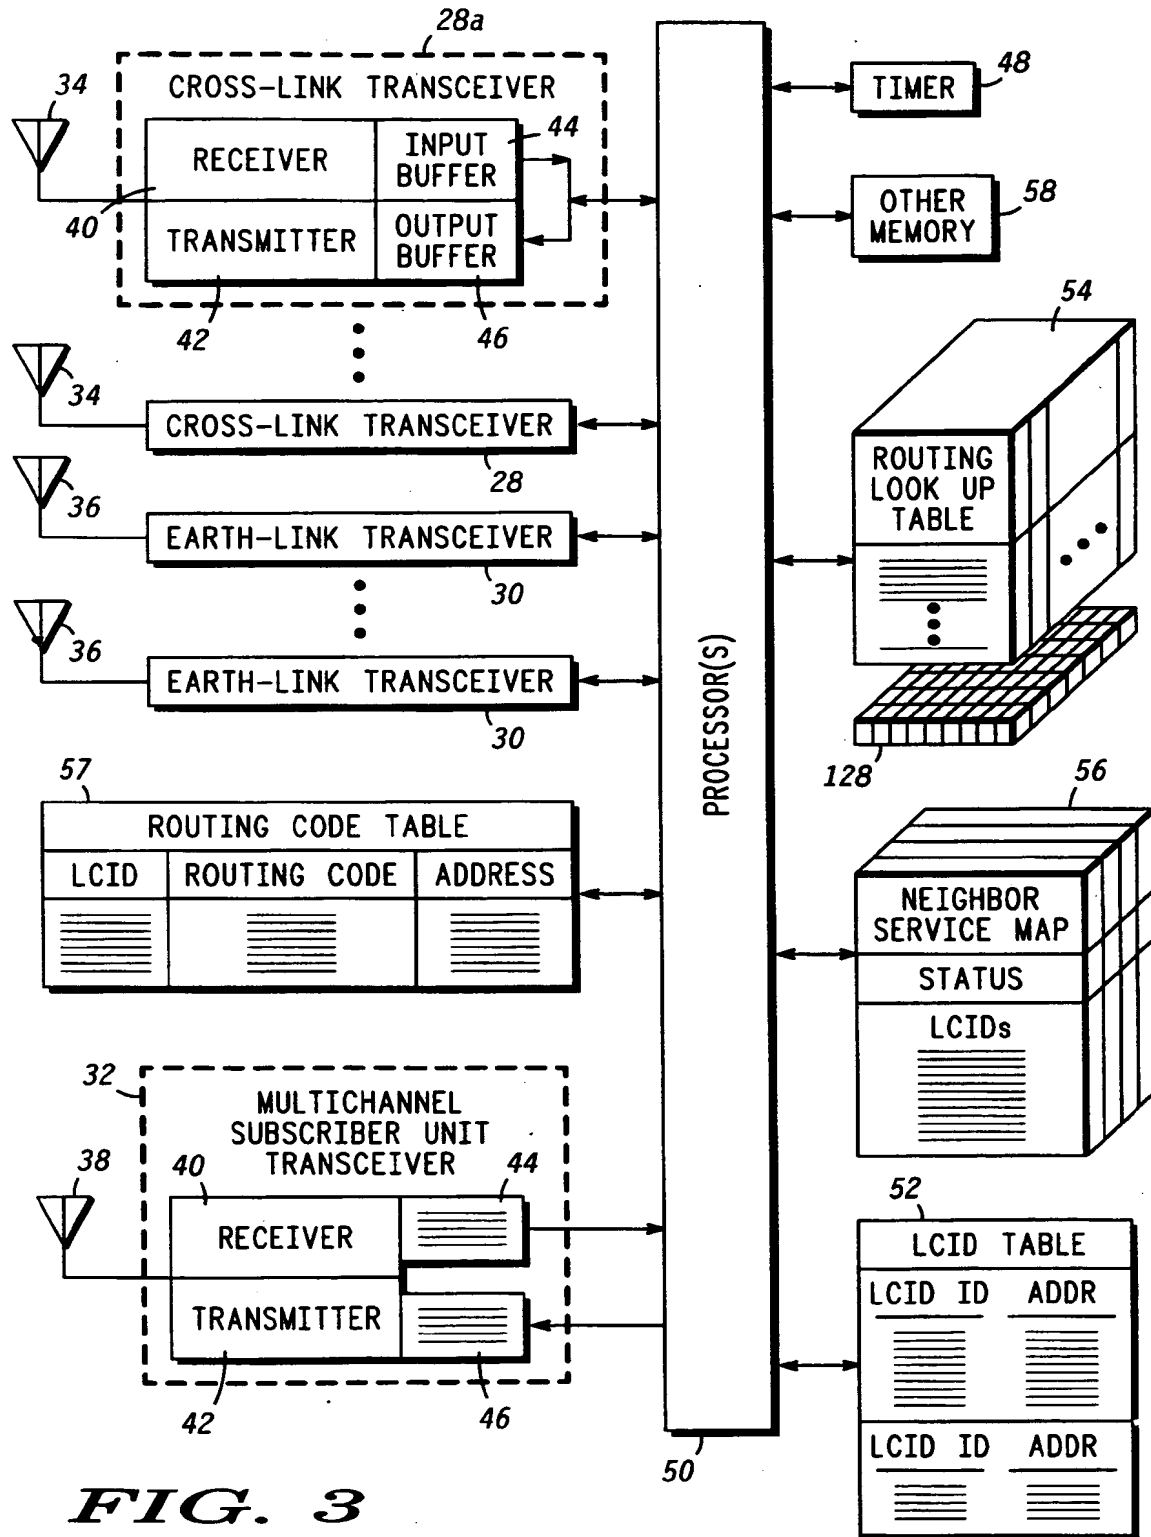 28a
34
CROSS-LINK TRANSCEIVER
RECEIVER
INPUT
BUFFER
44
40
TRANSMITTER
OUTPUT
BUFFER
42
46
34
CROSS-LINK TRANSCEIVER
28
36
EARTH-LINK TRANSCEIVER
30
36
EARTH-LINK TRANSCEIVER
30
57
ROUTING CODE TABLE
LCID
ROUTING CODE
ADDRESS
32
MULTICHANNEL
SUBSCRIBER UNIT
TRANSCEIVER
38
40
44
RECEIVER
TRANSMITTER
42
46
PROCESSOR(S)
50
TIMER
48
OTHER
MEMORY
58
54
ROUTING
LOOK UP
TABLE
128
56
NEIGHBOR
SERVICE MAP
STATUS
LCIDs
52
LCID TABLE
LCID ID ADDR
LCID ID ADDR
FIG. 3